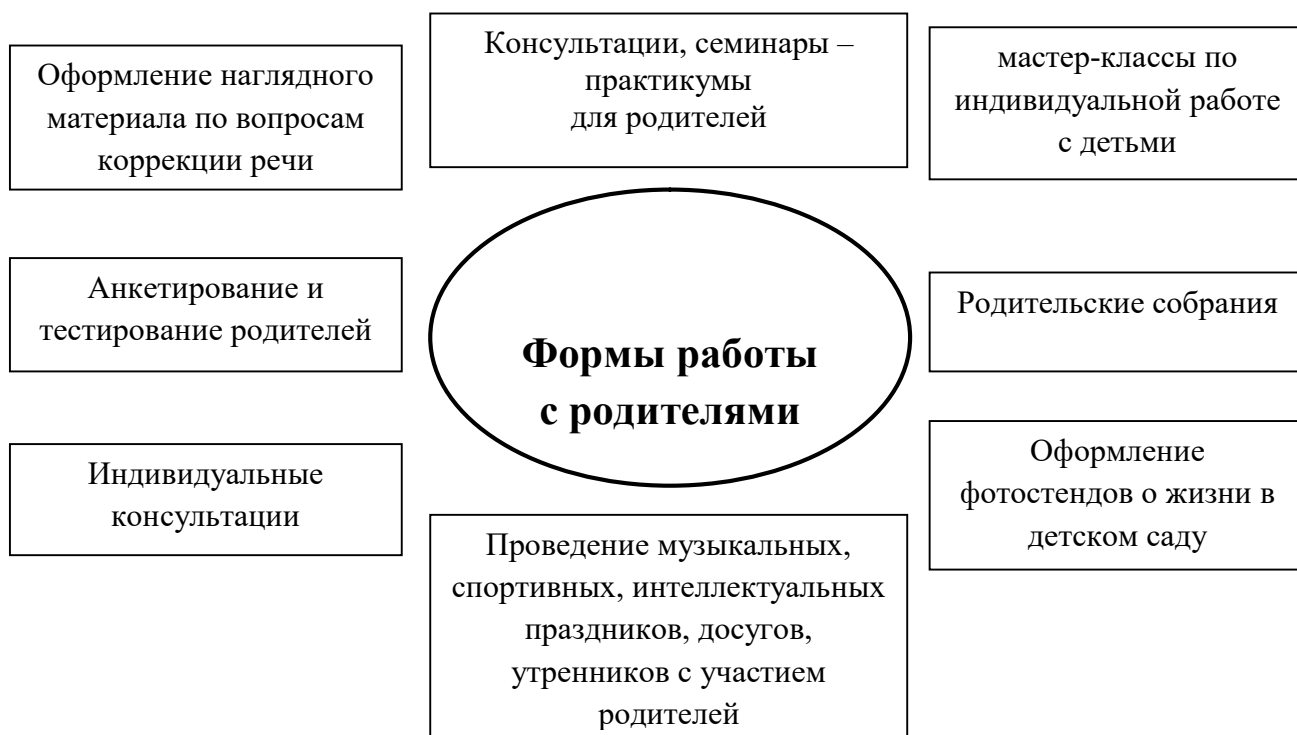 Оформление наглядного
материала по вопросам
коррекции речи
Консультации, семинары –
практикумы
для родителей
мастер-классы по
индивидуальной работе
с детьми
Анкетирование и
тестирование родителей
Формы работы
с родителями
Родительские собрания
Индивидуальные
консультации
Проведение музыкальных,
спортивных, интеллектуальных
праздников, досугов,
утренников с участием
родителей
Оформление
фотостендов о жизни в
детском саду